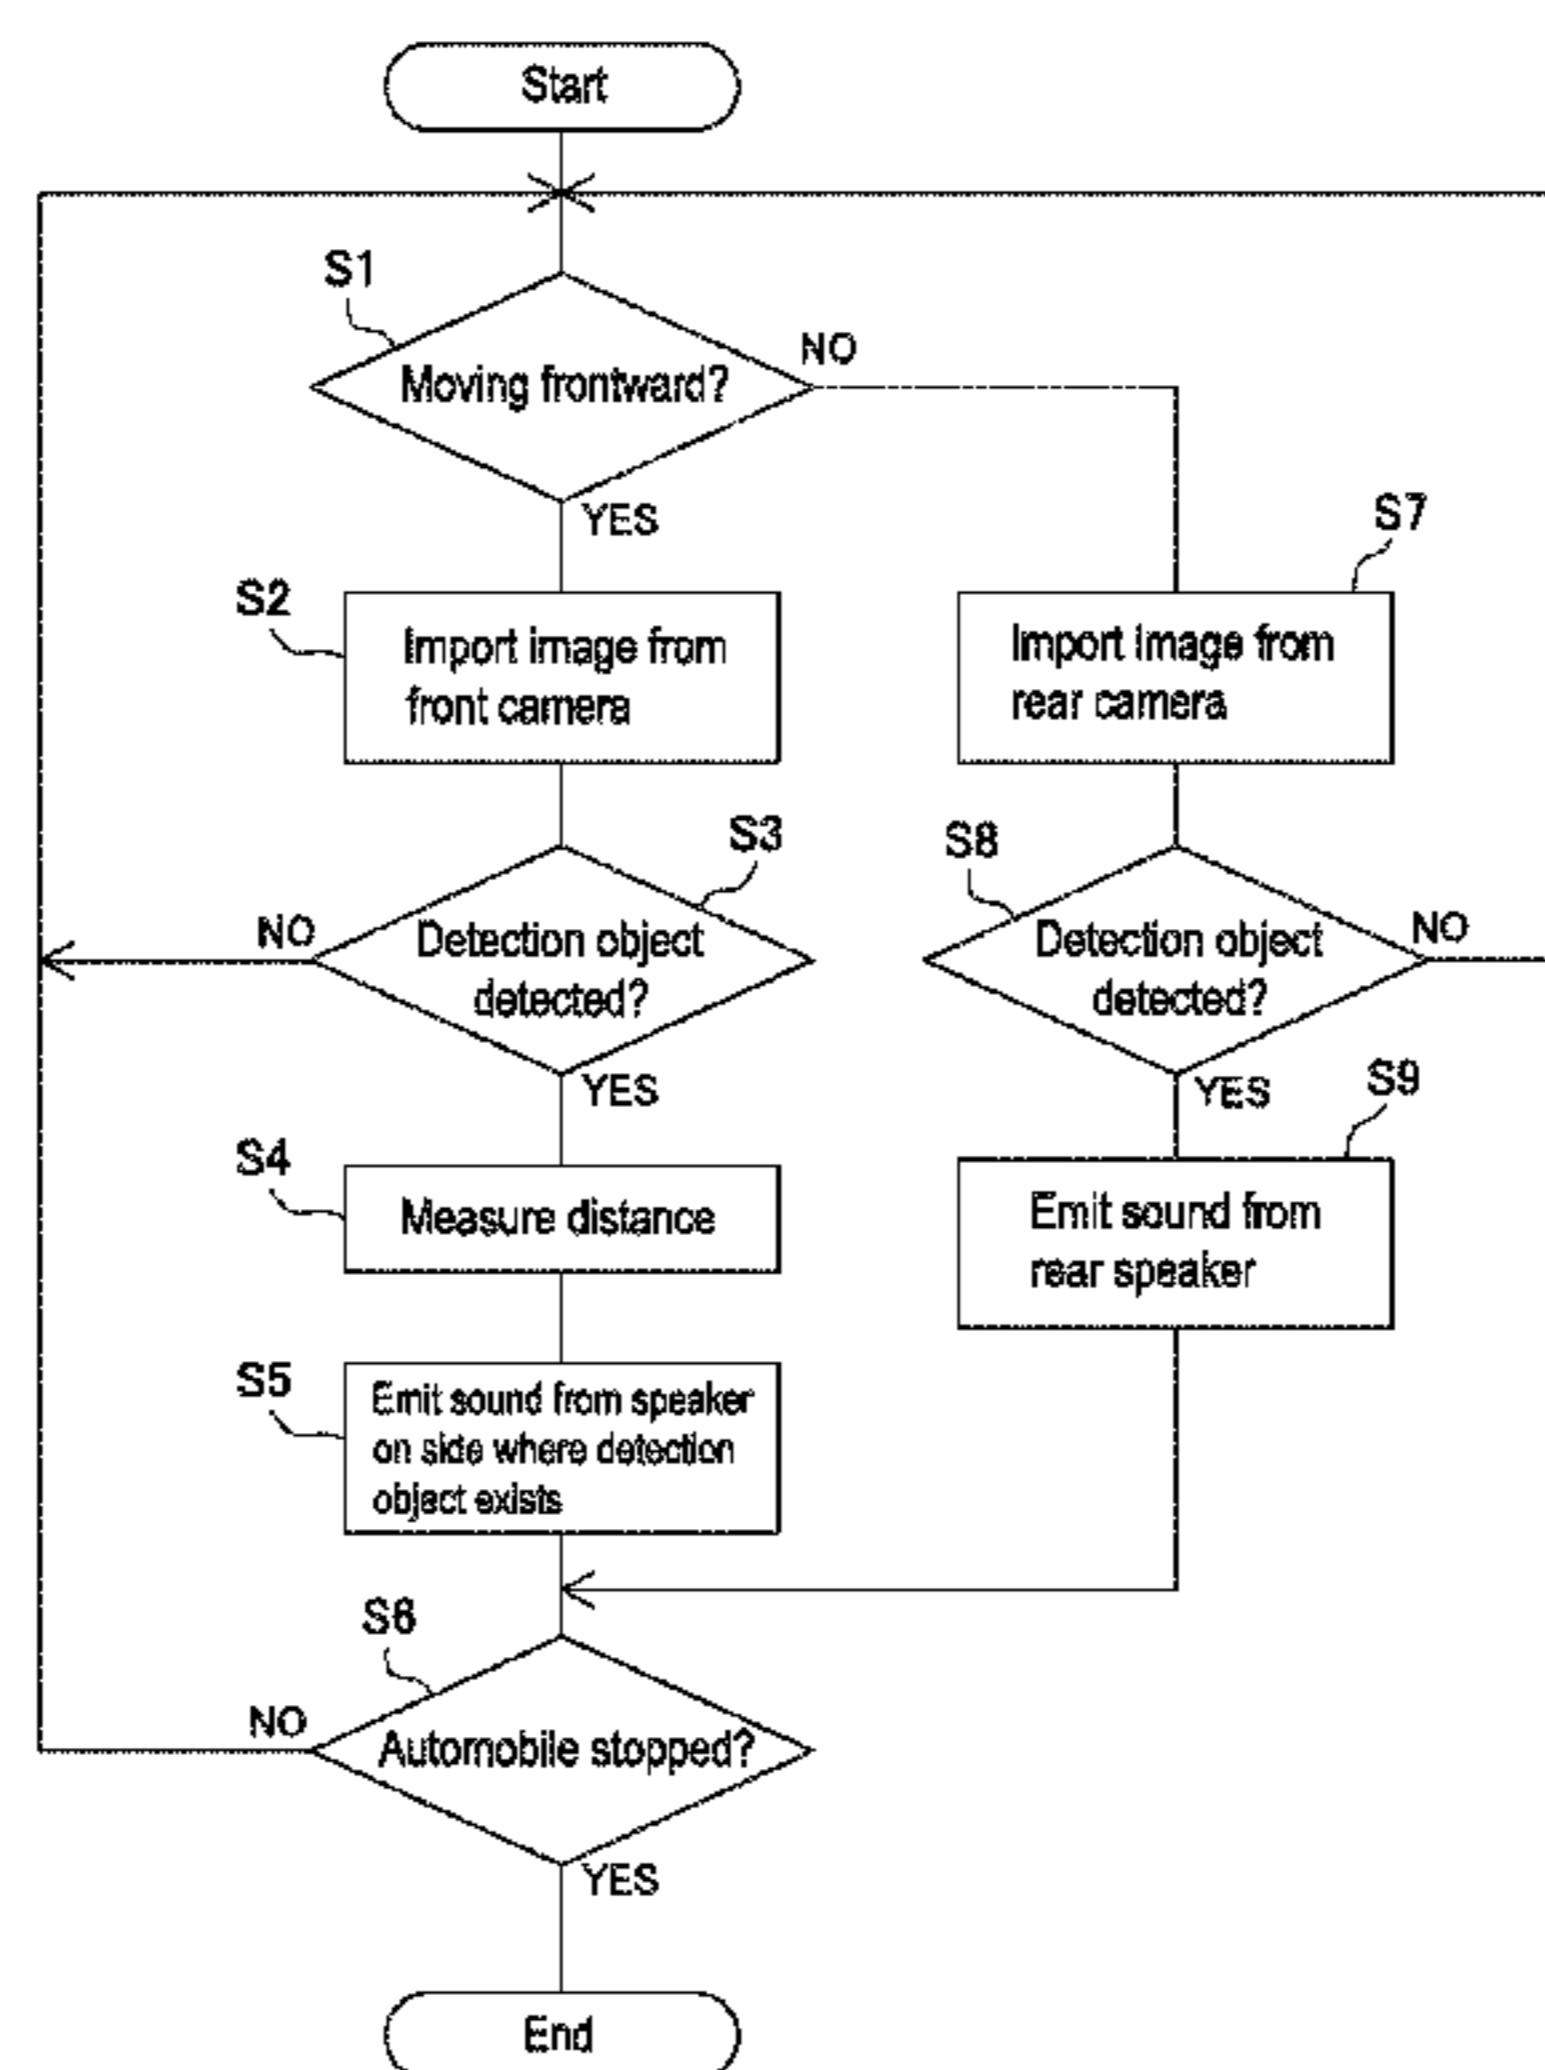 Start
S1
Moving frontward?
NO
YES
S2
Import image from
front camera
S7
Import image from
rear camera
S3
Detection object
detected?
NO
YES
S8
Detection object
detected?
NO
YES
S4
Measure distance
S9
Emit sound from
rear speaker
S5
Emit sound from speaker
on side where detection
object exists
S6
Automobile stopped?
NO
YES
End